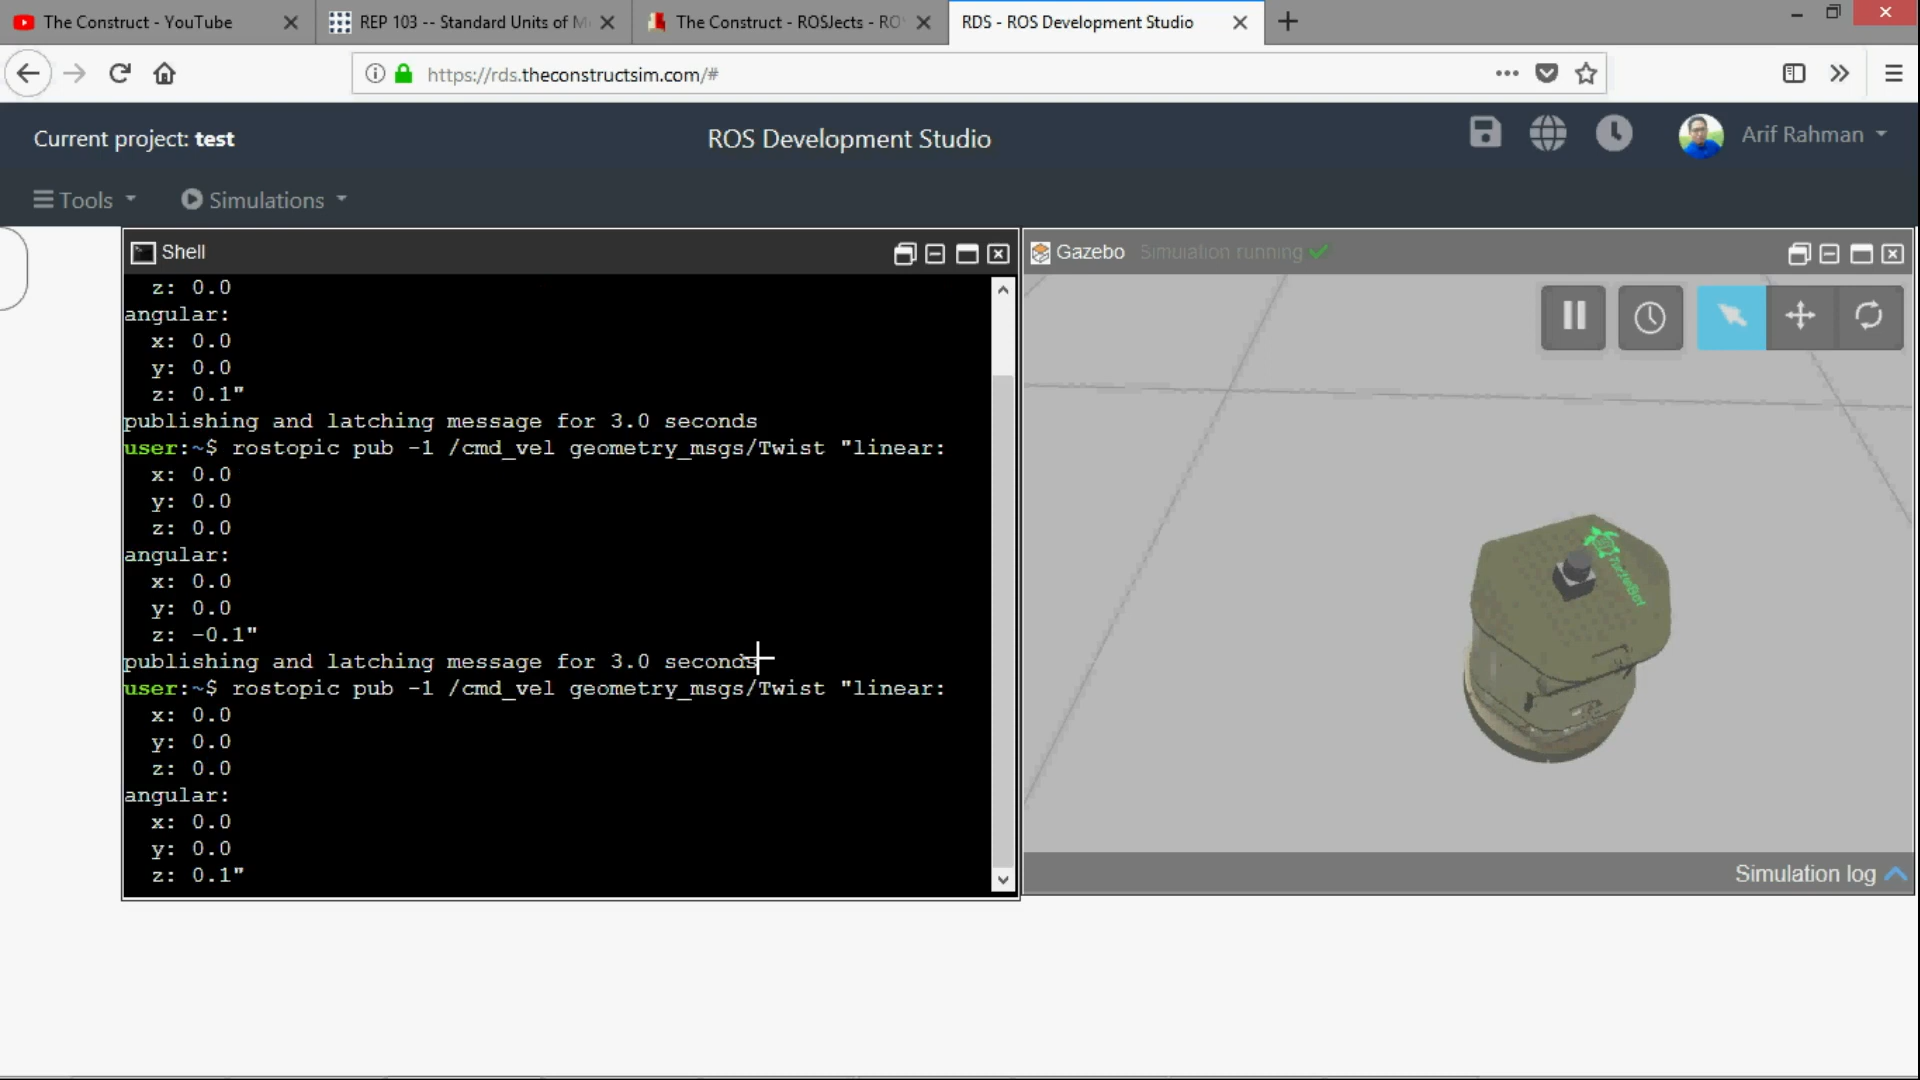 The Construct - YouTube
REP 103 -- Standard Units of M
The Construct - ROSJects - RO
RDS - ROS Development Studio
https://rds.theconstructsim.com/#
Current project: test
ROS Development Studio
Arif Rahman
Tools
Simulations
Shell
z: 0.0
angular:
x: 0.0
y: 0.0
z: 0.1"
publishing and latching message for 3.0 seconds
user:~$ rostopic pub -1 /cmd_vel geometry_msgs/Twist "linear:
x: 0.0
y: 0.0
z: 0.0
angular:
x: 0.0
y: 0.0
z: -0.1"
publishing and latching message for 3.0 seconds
user:~$ rostopic pub -1 /cmd_vel geometry_msgs/Twist "linear:
x: 0.0
y: 0.0
z: 0.0
angular:
x: 0.0
y: 0.0
z: 0.1"
Gazebo
Simulation running
TurtleBot
Simulation log